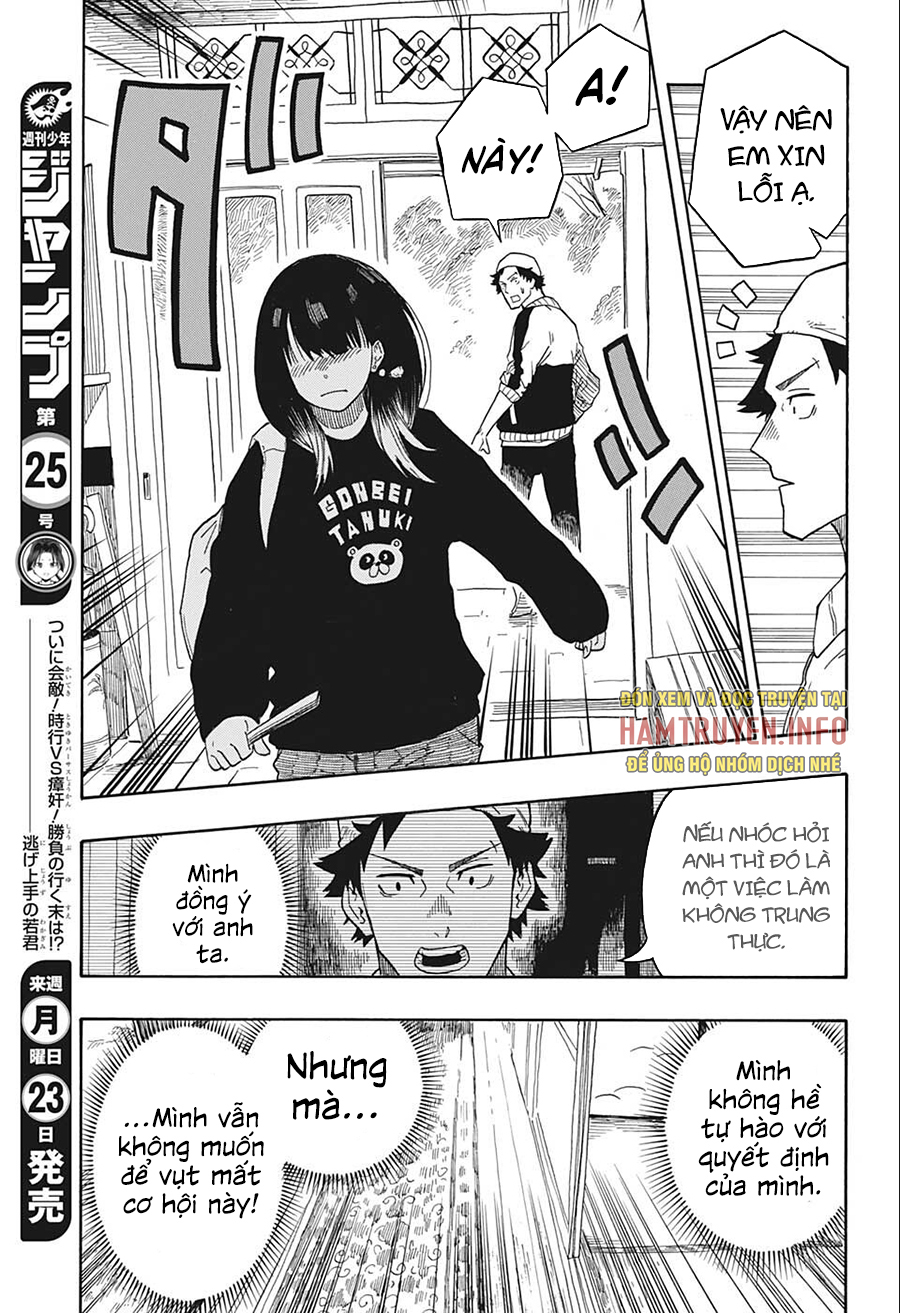 VẬY NÊN
EM XIN
LỖI Ạ.
A!
NÀY!
ダッ
GONBEI
TANUKI
ĐÓN XEM VÀ ĐỌC TRUYỆN TẠI
HAMTRUYEN.INFO
ĐỂ ỦNG HỘ NHÓM DỊCH NHÉ
NẾU NHÓC HỎI
ANH THÌ ĐÓ LÀ
MỘT VIỆC LÀM
KHÔNG TRUNG
THỰC.
Mình
đồng ý
với anh
ta.
Mình
không hề
tự hào với
quyết định
của mình.
Nhưng
mà...
...Mình vẫn
không muốn
để vụt mất
cơ hội này!
週刊少年
ジャンプ
第
25
号
ついに会敵!時行VS瘴奸!勝負の行く末は!?
逃げ上手の若君
来週
月
曜日
23
日
発売